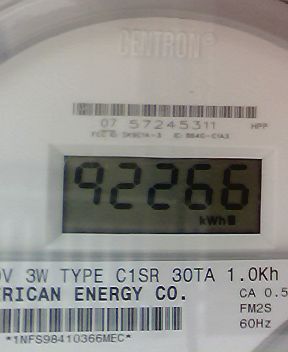 CENTRON®
07 57245311 HPP
92266
kWh
V 3W TYPE C1SR 30TA 1.0Kh
RICAN ENERGY CO. CA 0.5
FM2S
60Hz
*1NFS98410366MEC*